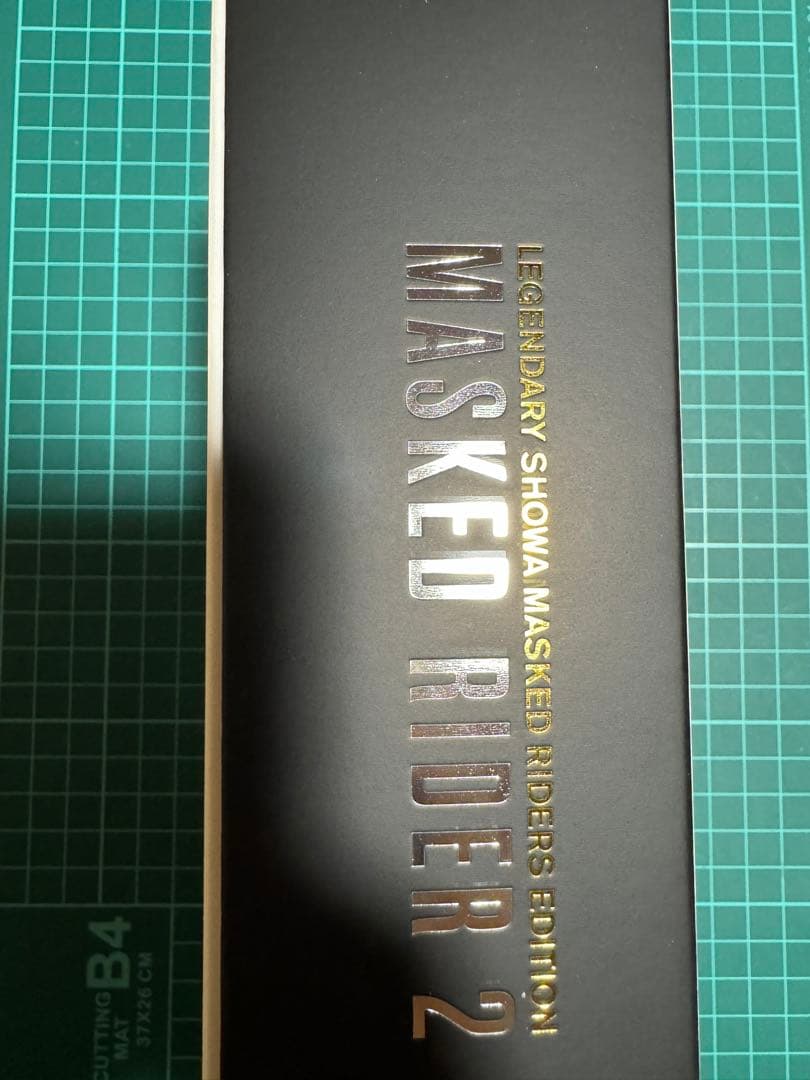 LEGENDARY SHOWA MASKED RIDERS EDITION
MASKED RIDER 2
B4
CUTTING
MAT
37X26 CM